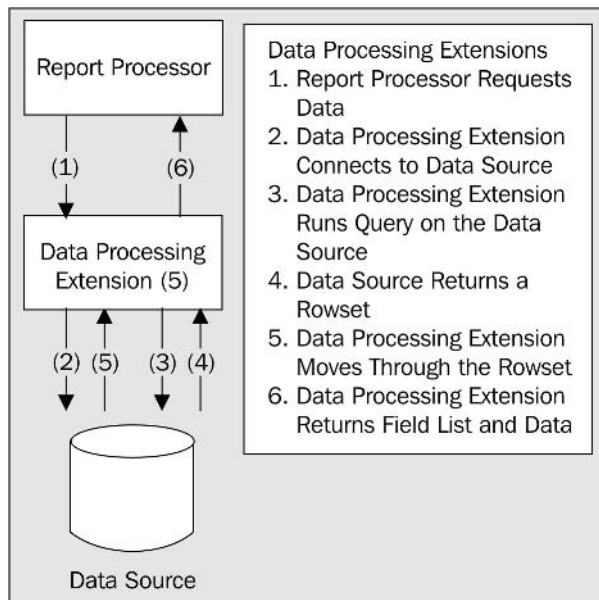 Report Processor
(1)
(6)
Data Processing
Extension (5)
(2)
(5)
(3)
(4)
Data Source
Data Processing Extensions
1. Report Processor Requests
Data
2. Data Processing Extension
Connects to Data Source
3. Data Processing Extension
Runs Query on the Data
Source
4. Data Source Returns a
Rowset
5. Data Processing Extension
Moves Through the Rowset
6. Data Processing Extension
Returns Field List and Data